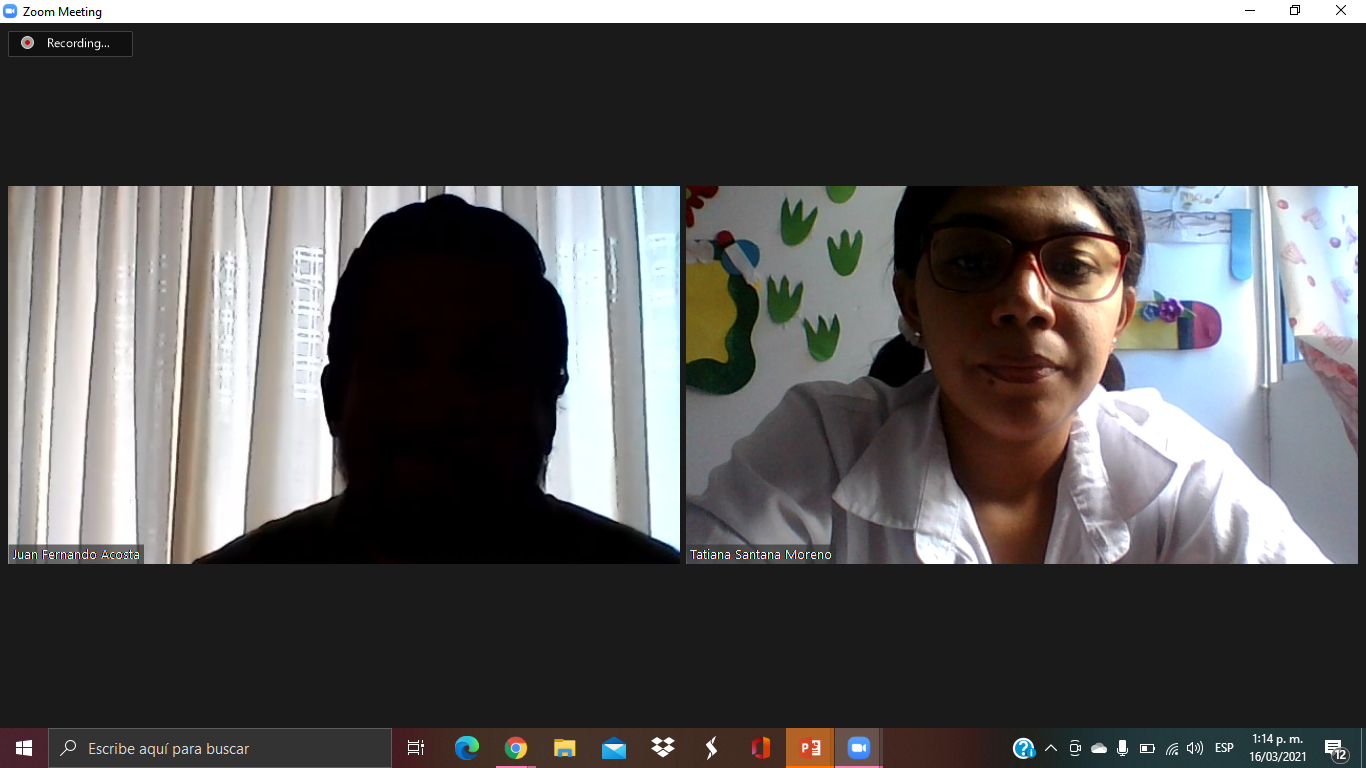 Zoom Meeting
Recording...
Juan Fernando Acosta
Tatiana Santana Moreno
Escribe aquí para buscar
ESP
1:14 p. m.
16/03/2021
12